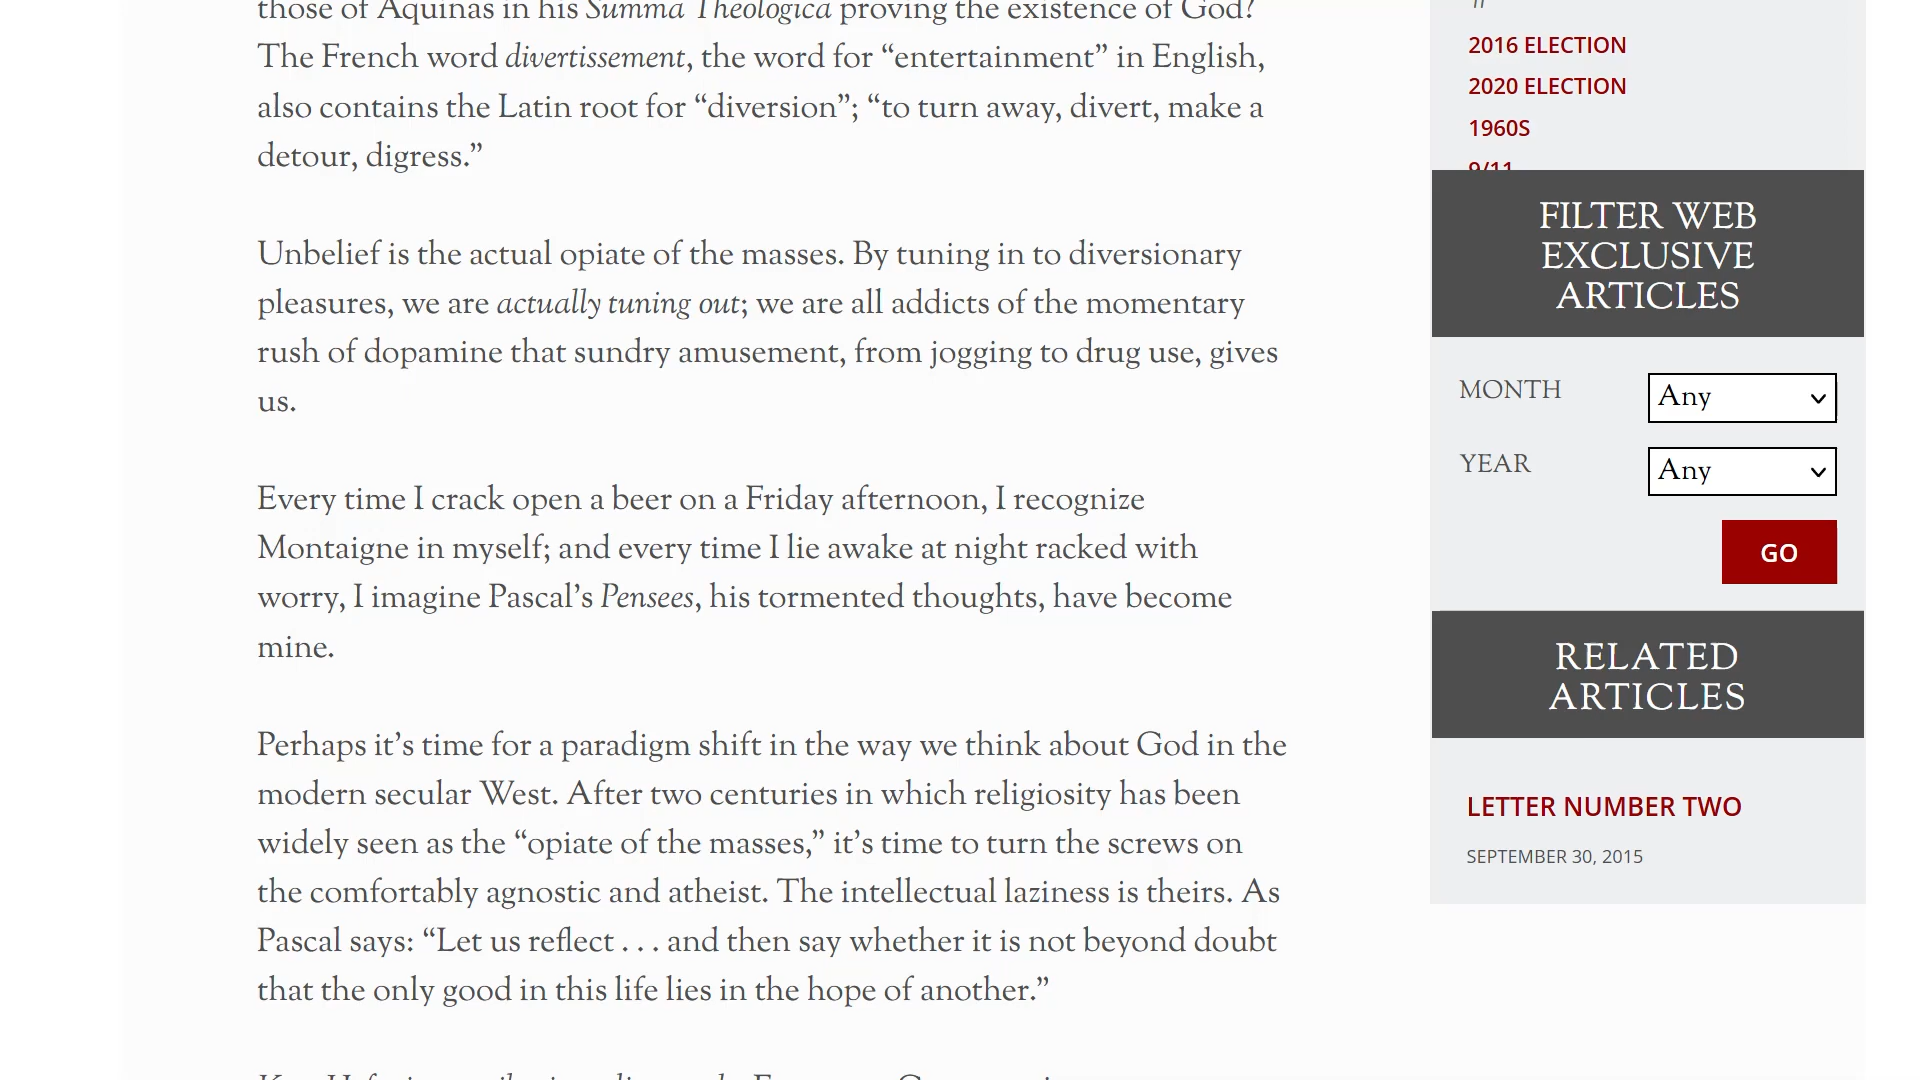 those of Aquinas in his Summa Theologica proving the existence of God?
The French word divertissement, the word for “entertainment” in English,
also contains the Latin root for “diversion”; “to turn away, divert, make a
detour, digress.”
Unbelief is the actual opiate of the masses. By tuning in to diversionary
pleasures, we are actually tuning out; we are all addicts of the momentary
rush of dopamine that sundry amusement, from jogging to drug use, gives
us.
Every time I crack open a beer on a Friday afternoon, I recognize
Montaigne in myself; and every time I lie awake at night racked with
worry, I imagine Pascal’s Pensees, his tormented thoughts, have become
mine.
Perhaps it’s time for a paradigm shift in the way we think about God in the
modern secular West. After two centuries in which religiosity has been
widely seen as the “opiate of the masses,” it’s time to turn the screws on
the comfortably agnostic and atheist. The intellectual laziness is theirs. As
Pascal says: “Let us reflect . . . and then say whether it is not beyond doubt
that the only good in this life lies in the hope of another.”
2016 ELECTION
2020 ELECTION
1960S
9/11
FILTER WEB
EXCLUSIVE
ARTICLES
MONTH Any
YEAR Any
GO
RELATED
ARTICLES
LETTER NUMBER TWO
SEPTEMBER 30, 2015